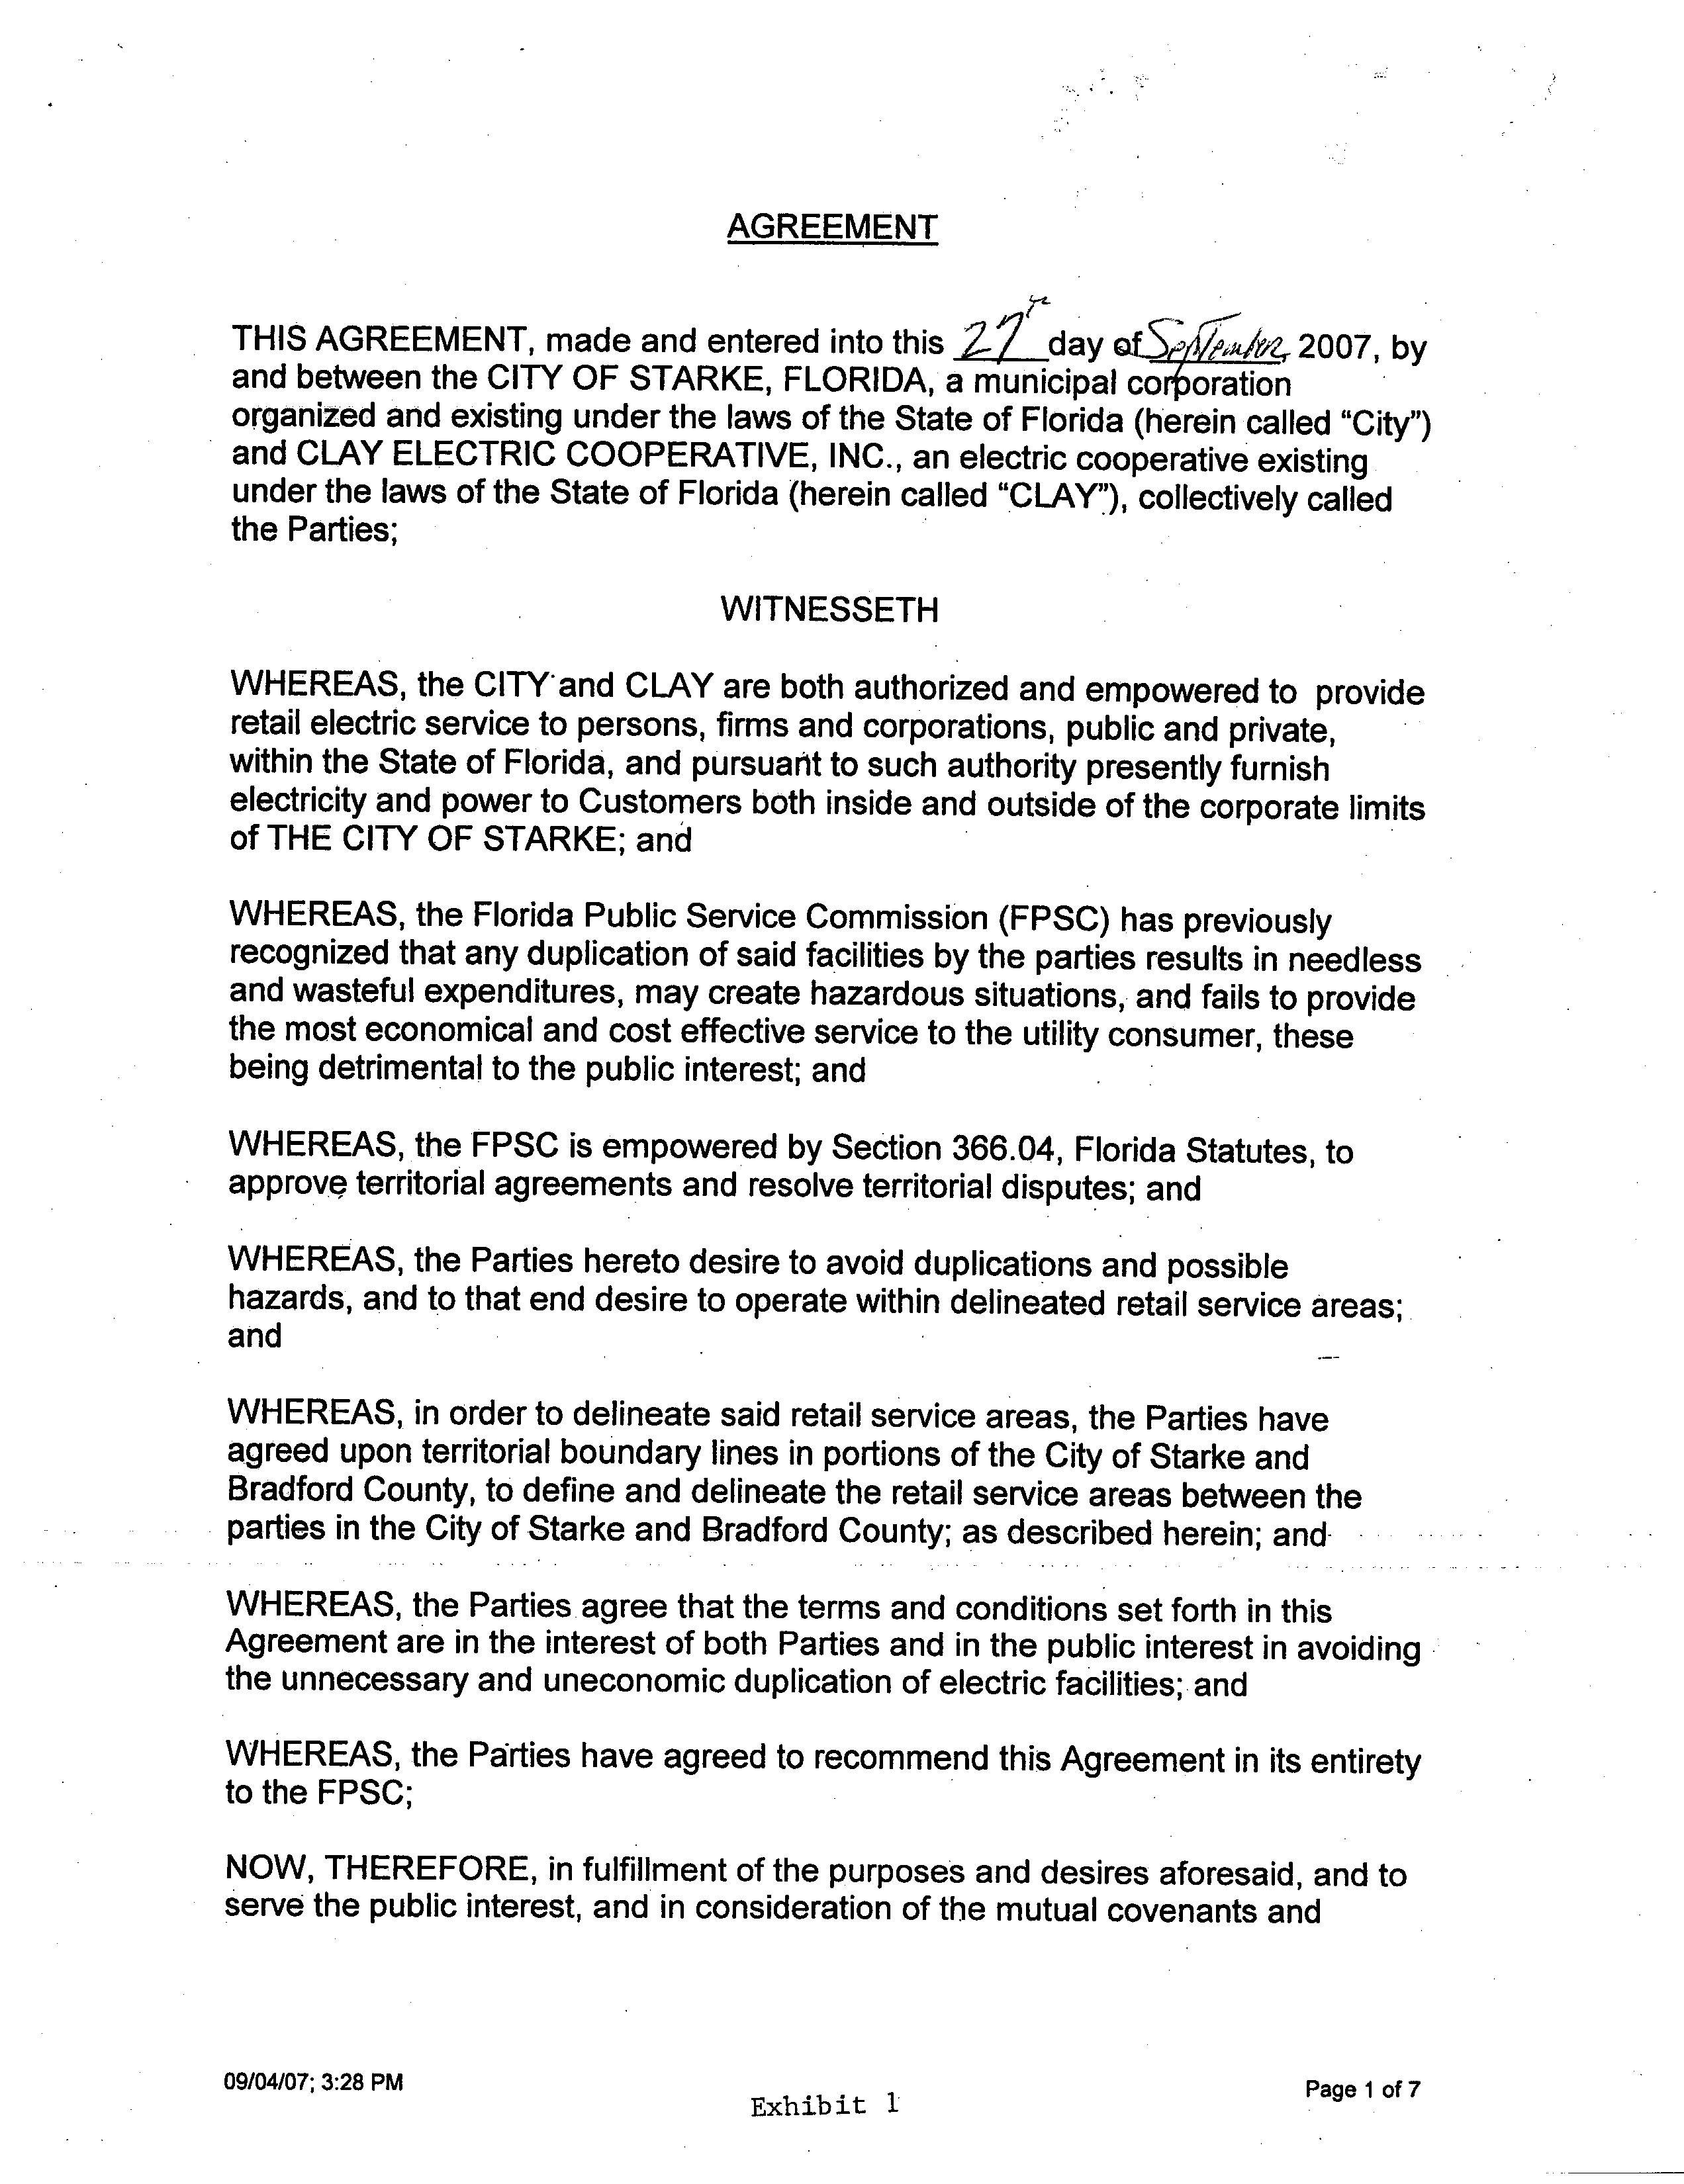 AGREEMENT
THIS AGREEMENT, made and entered into this 27th day of September 2007, by
and between the CITY OF STARKE, FLORIDA, a municipal corporation
organized and existing under the laws of the State of Florida (herein called “City”)
and CLAY ELECTRIC COOPERATIVE, INC., an electric cooperative existing
under the laws of the State of Florida (herein called “CLAY”), collectively called
the Parties;
WITNESSETH
WHEREAS, the CITY and CLAY are both authorized and empowered to provide
retail electric service to persons, firms and corporations, public and private,
within the State of Florida, and pursuant to such authority presently furnish
electricity and power to Customers both inside and outside of the corporate limits
of THE CITY OF STARKE; and
WHEREAS, the Florida Public Service Commission (FPSC) has previously
recognized that any duplication of said facilities by the parties results in needless
and wasteful expenditures, may create hazardous situations, and fails to provide
the most economical and cost effective service to the utility consumer, these
being detrimental to the public interest; and
WHEREAS, the FPSC is empowered by Section 366.04, Florida Statutes, to
approve territorial agreements and resolve territorial disputes; and
WHEREAS, the Parties hereto desire to avoid duplications and possible
hazards, and to that end desire to operate within delineated retail service areas;
and
WHEREAS, in order to delineate said retail service areas, the Parties have
agreed upon territorial boundary lines in portions of the City of Starke and
Bradford County, to define and delineate the retail service areas between the
parties in the City of Starke and Bradford County; as described herein; and
WHEREAS, the Parties agree that the terms and conditions set forth in this
Agreement are in the interest of both Parties and in the public interest in avoiding
the unnecessary and uneconomic duplication of electric facilities; and
WHEREAS, the Parties have agreed to recommend this Agreement in its entirety
to the FPSC;
NOW, THEREFORE, in fulfillment of the purposes and desires aforesaid, and to
serve the public interest, and in consideration of the mutual covenants and
09/04/07; 3:28 PM
Page 1 of 7
Exhibit 1